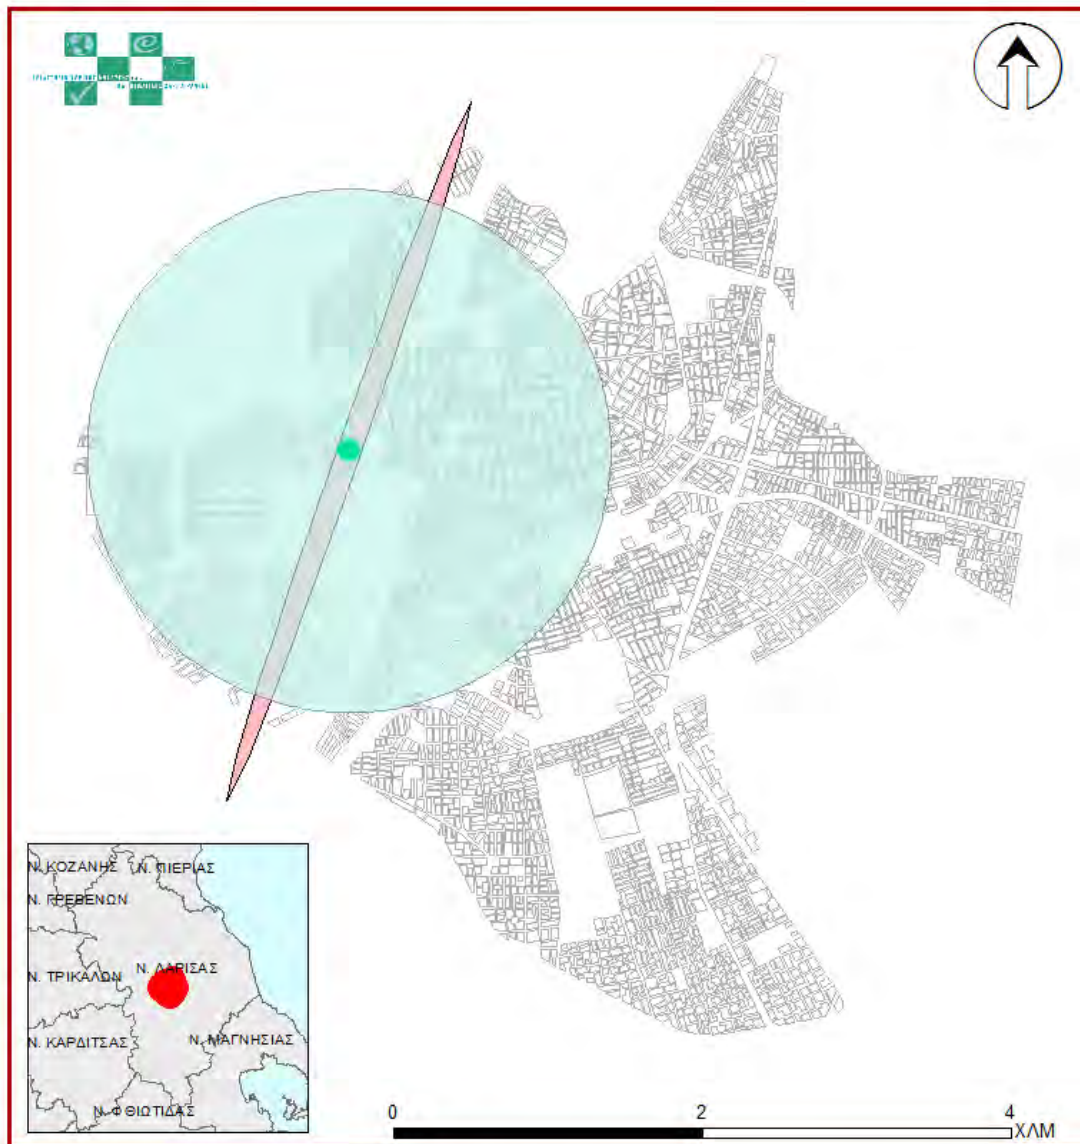 Ν. ΚΟΖΑΝΗΣ
Ν. ΠΙΕΡΙΑΣ
Ν. ΓΡΕΒΕΝΩΝ
Ν. ΛΑΡΙΣΑΣ
Ν. ΤΡΙΚΑΛΩΝ
Ν. ΚΑΡΔΙΤΣΑΣ
Ν. ΜΑΓΝΗΣΙΑΣ
Ν. ΦΘΙΩΤΙΔΑΣ
0 2 4
ΧΛΜ